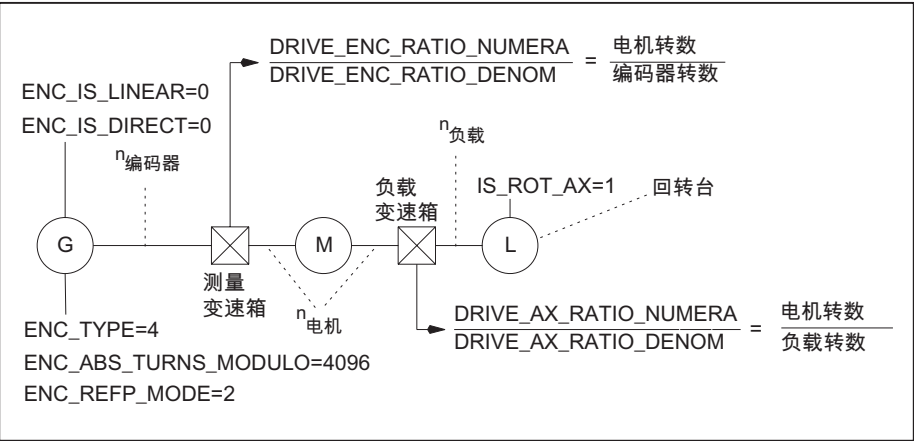 DRIVE_ENC_RATIO_NUMERA
DRIVE_ENC_RATIO_DENOM
=
电机转数
编码器转数
ENC_IS_LINEAR=0
ENC_IS_DIRECT=0
n编码器
n负载
负载
变速箱
IS_ROT_AX=1
回转台
G
M
L
测量
变速箱
n电机
DRIVE_AX_RATIO_NUMERA
DRIVE_AX_RATIO_DENOM
=
电机转数
负载转数
ENC_TYPE=4
ENC_ABS_TURNS_MODULO=4096
ENC_REFP_MODE=2